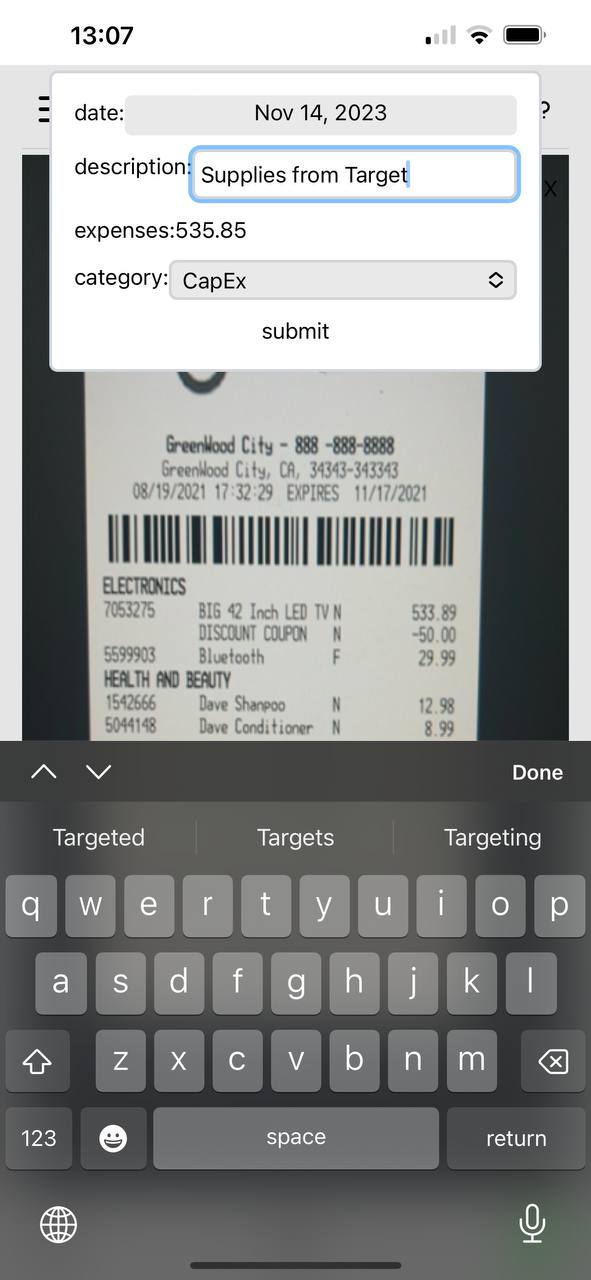 13:07
date: Nov 14, 2023
?
description: Supplies from Target
X
expenses:535.85
category: CapEx
submit
GreenWood City - 888 -888-8888
GreenWood City, CA, 34343-343343
08/19/2021 17:32:29 EXPIRES 11/17/2021
ELECTRONICS
7053275 BIG 42 Inch LED TV N 533.89
DISCOUNT COUPON N -50.00
5599903 Bluetooth F 29.99
HEALTH AND BEAUTY
1542666 Dave Shanpoo N 12.98
5044148 Dave Conditioner N 8.99
Done
Targeted Targets Targeting
q w e r t y u i o p
a s d f g h j k l
z x c v b n m
123 space return